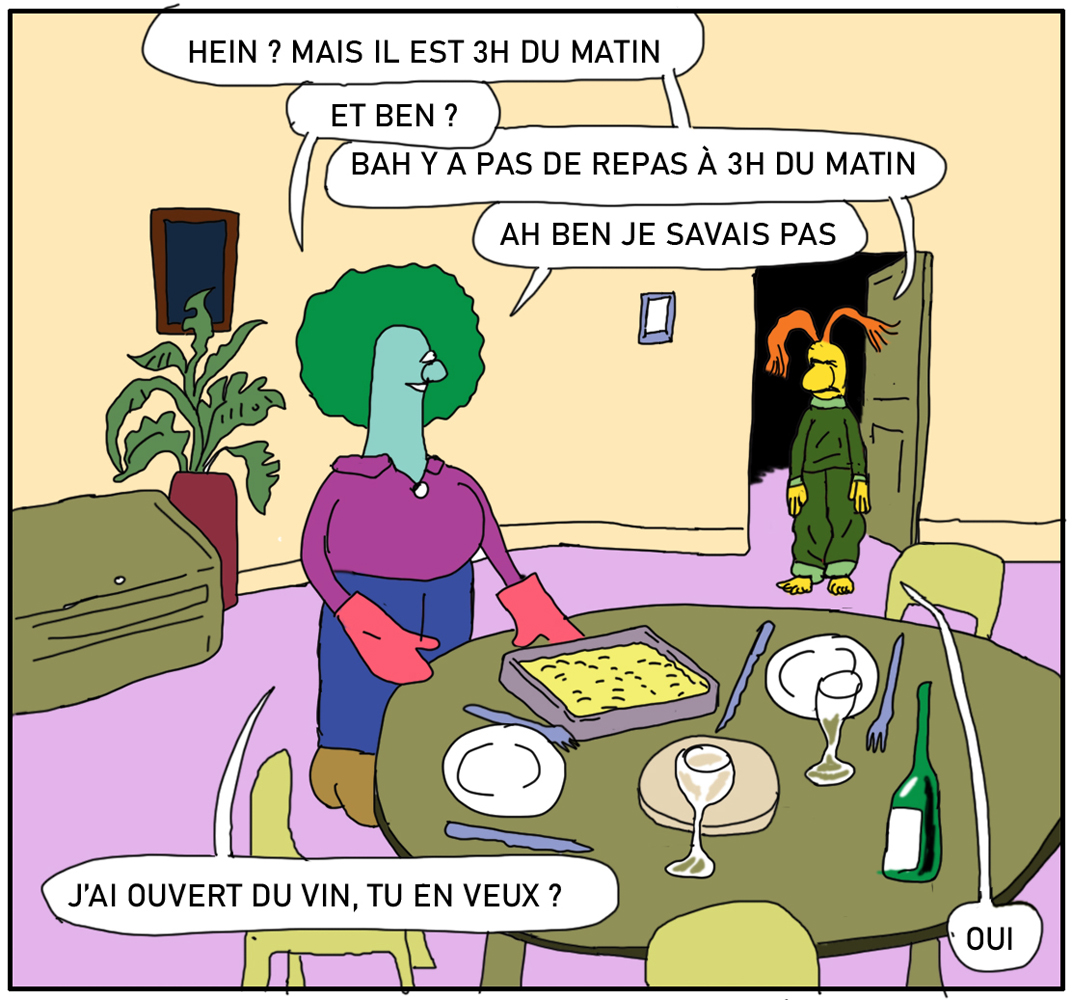 HEIN ? MAIS IL EST 3H DU MATIN
ET BEN ?
BAH Y A PAS DE REPAS À 3H DU MATIN
AH BEN JE SAVAIS PAS
J'AI OUVERT DU VIN, TU EN VEUX ?
OUI